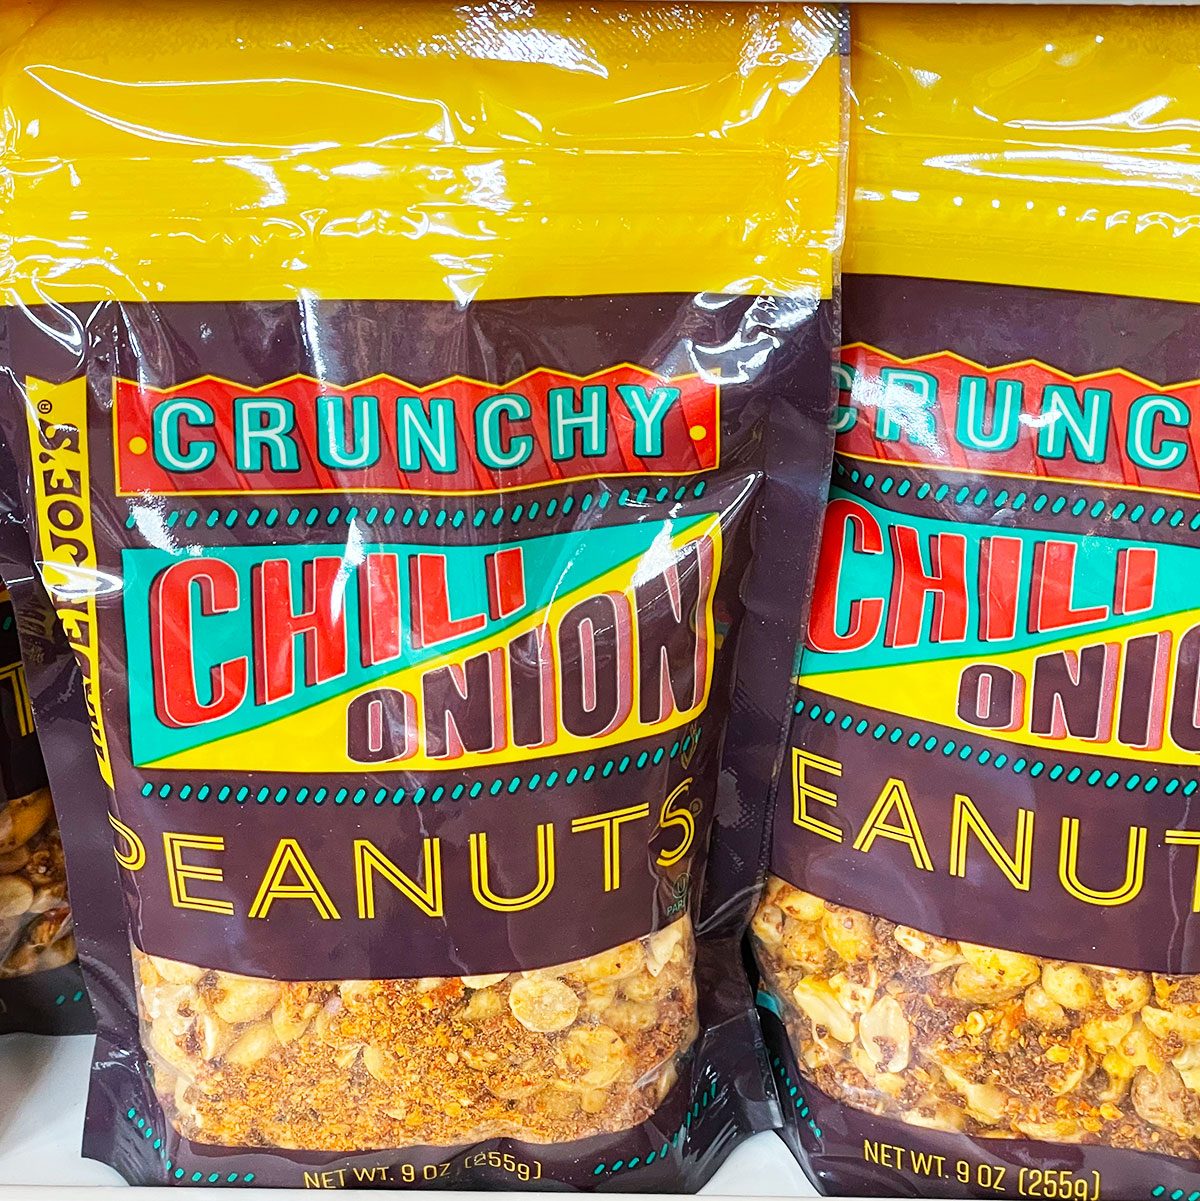 TRADER JOE'S®
CRUNCHY
CHILI
ONION
PEANUTS
U
NET WT. 9 OZ (255g)
CRUNC
CHILI
ONIO
EANUT
NET WT. 9 OZ (255g)